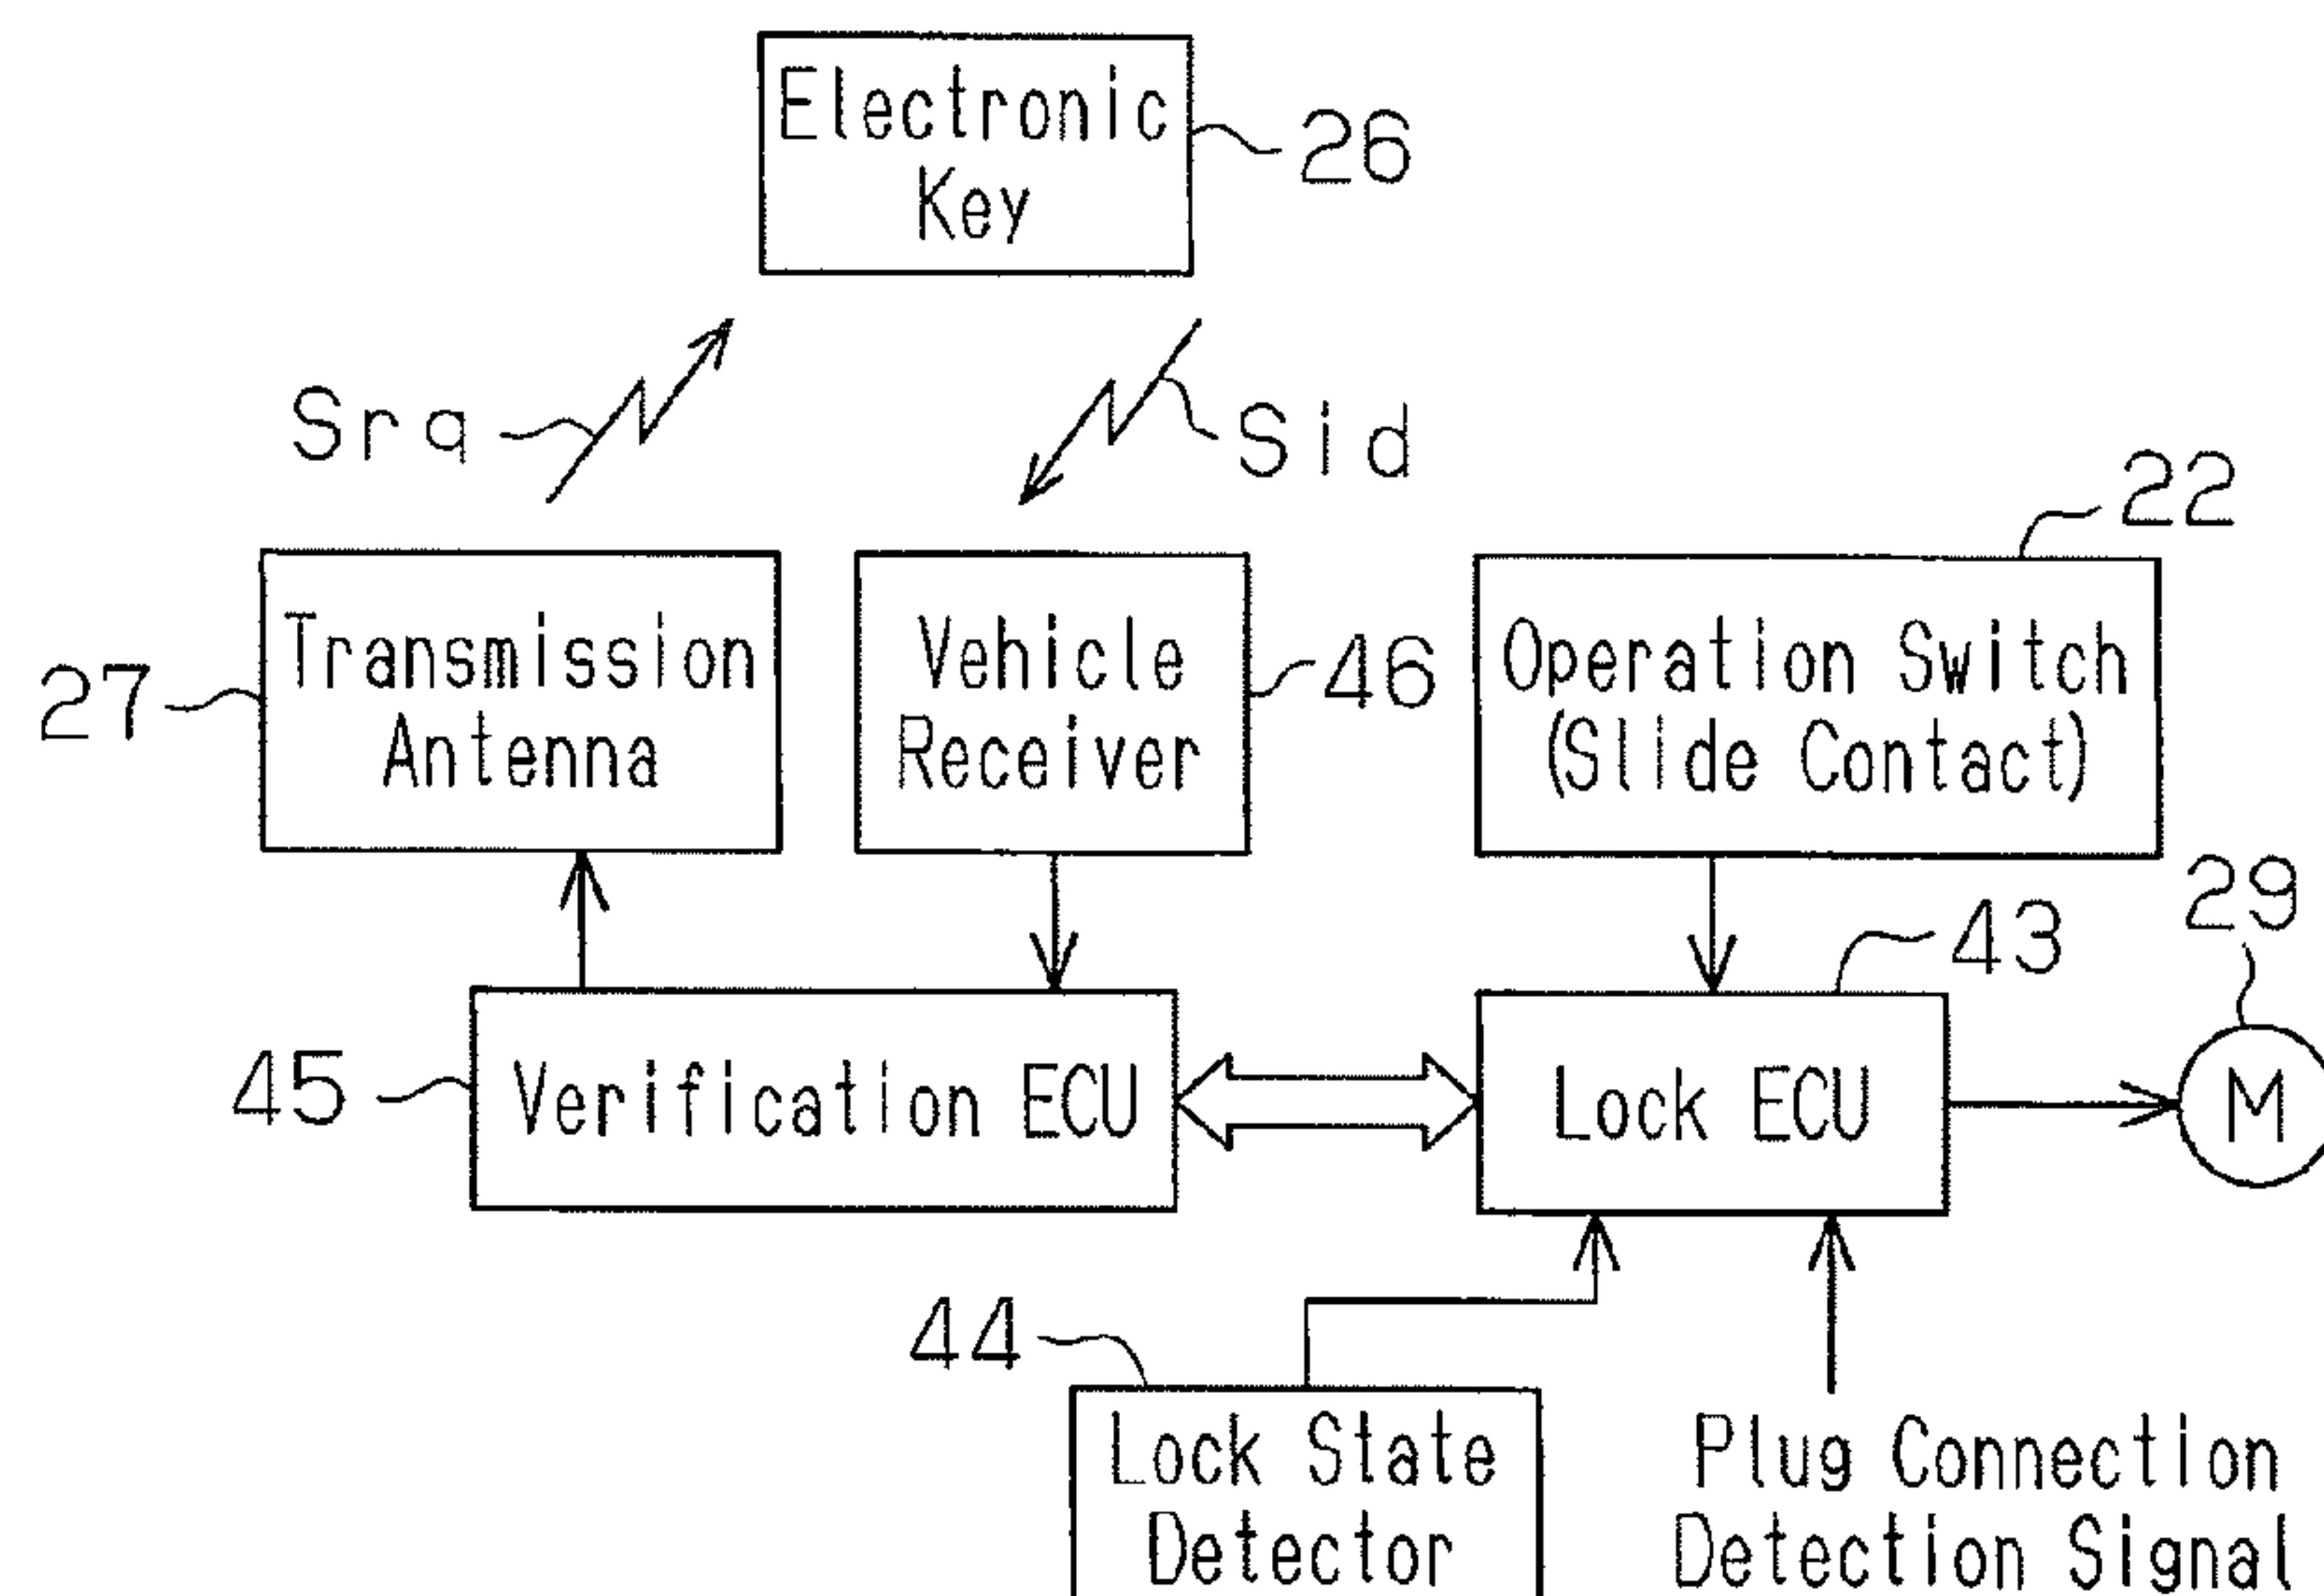 Electronic
Key
26
Srq
Sid
22
Transmission
Antenna
27
Vehicle
Receiver
46
Operation Switch
(Slide Contact)
43
29
45
Verification ECU
Lock ECU
M
44
Lock State
Detector
Plug Connection
Detection Signal